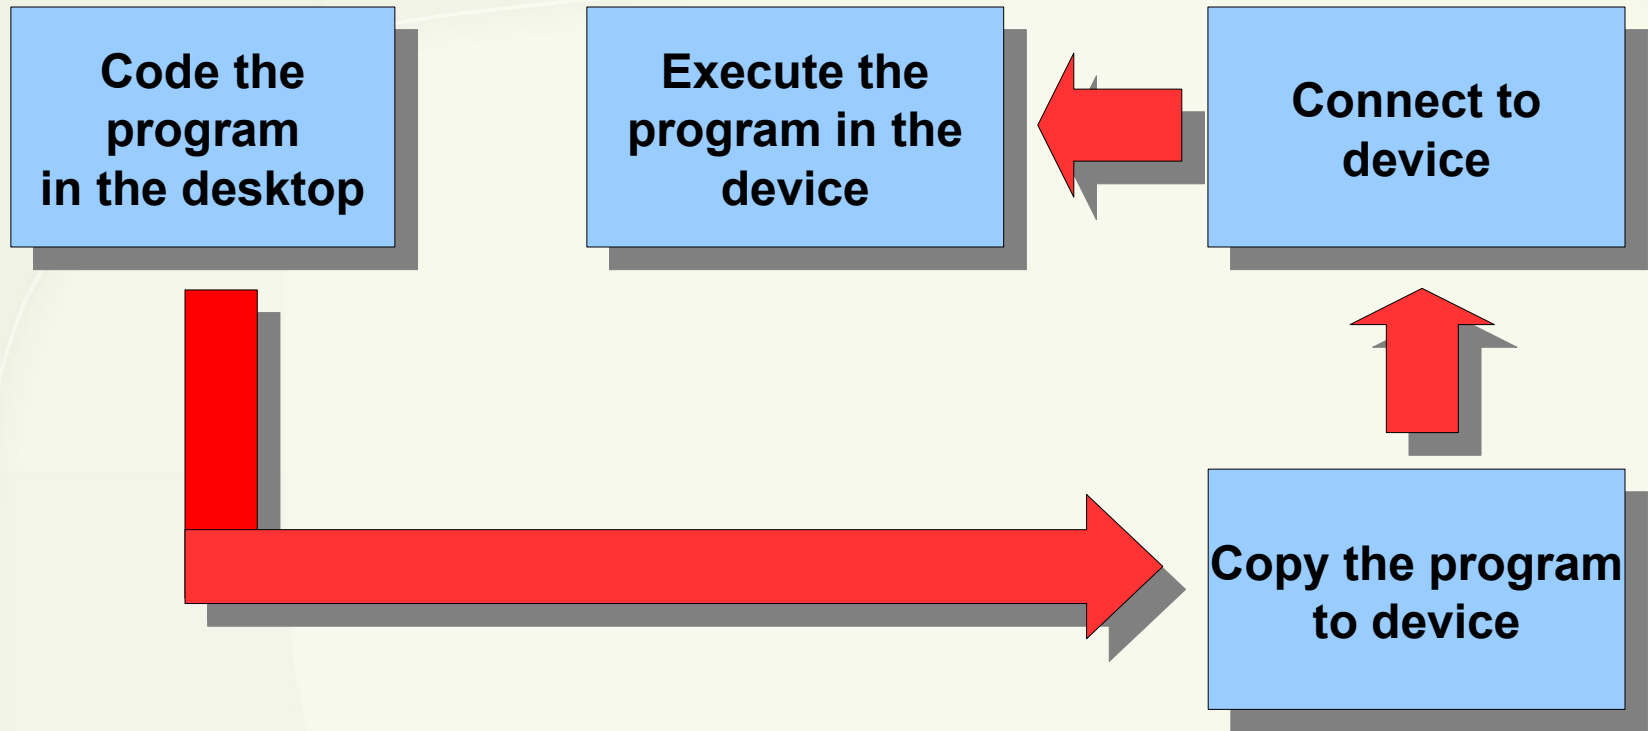 Code the
program
in the desktop
Execute the
program in the
device
Connect to
device
Copy the program
to device